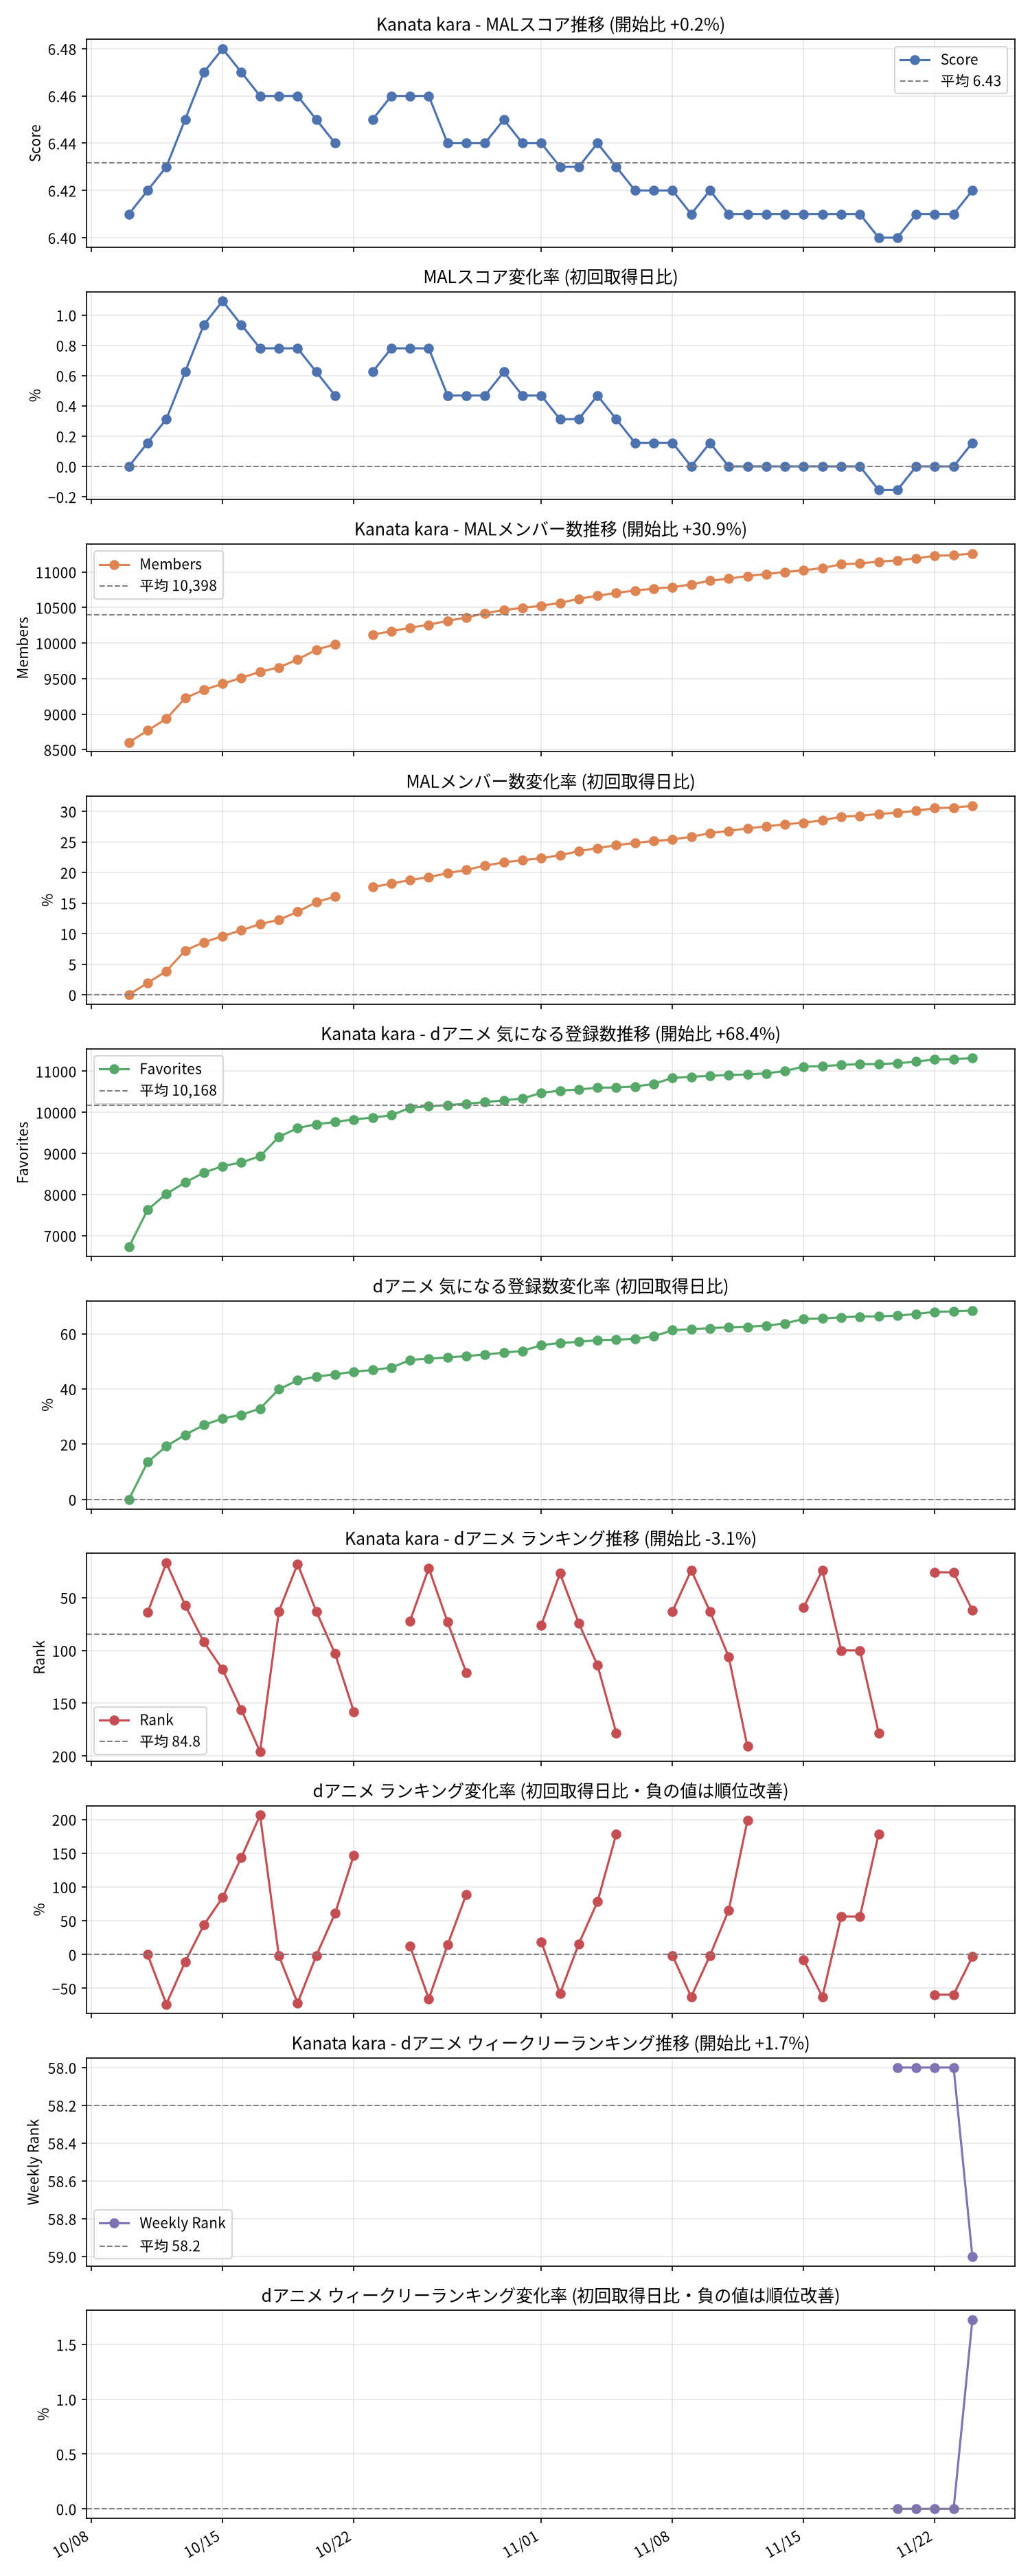 Kanata kara - MALスコア推移 (開始比 +0.2%)
6.48
6.46
6.44
6.42
6.40
Score
Score
平均 6.43
MALスコア変化率 (初回取得日比)
1.0
0.8
0.6
0.4
0.2
0.0
−0.2
%
Kanata kara - MALメンバー数推移 (開始比 +30.9%)
11000
10500
10000
9500
9000
8500
Members
Members
平均 10,398
MALメンバー数変化率 (初回取得日比)
30
25
20
15
10
5
0
%
Kanata kara - dアニメ 気になる登録数推移 (開始比 +68.4%)
11000
10000
9000
8000
7000
Favorites
Favorites
平均 10,168
dアニメ 気になる登録数変化率 (初回取得日比)
60
40
20
0
%
Kanata kara - dアニメ ランキング推移 (開始比 -3.1%)
50
100
150
200
Rank
Rank
平均 84.8
dアニメ ランキング変化率 (初回取得日比・負の値は順位改善)
200
150
100
50
0
−50
%
Kanata kara - dアニメ ウィークリーランキング推移 (開始比 +1.7%)
58.0
58.2
58.4
58.6
58.8
59.0
Weekly Rank
Weekly Rank
平均 58.2
dアニメ ウィークリーランキング変化率 (初回取得日比・負の値は順位改善)
1.5
1.0
0.5
0.0
%
10/08
10/15
10/22
11/01
11/08
11/15
11/22